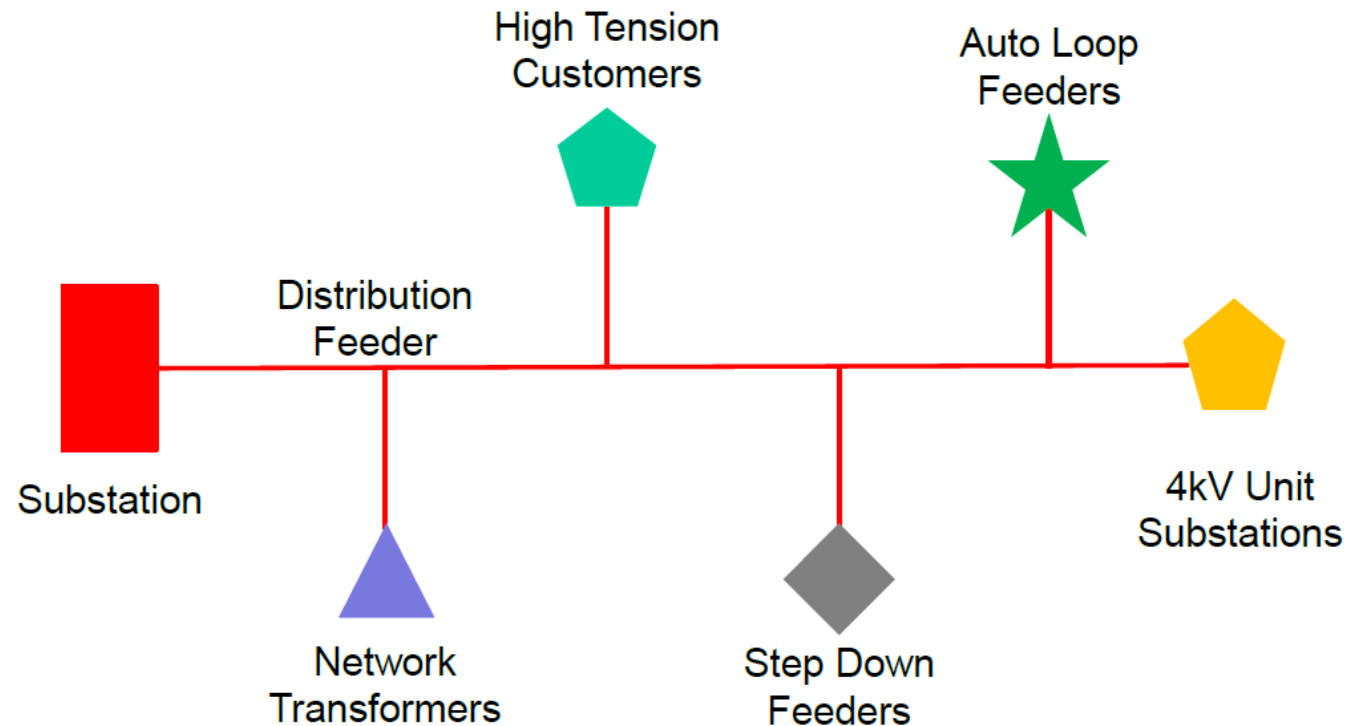 High Tension
Customers
Auto Loop
Feeders
Distribution
Feeder
Substation
4kV Unit
Substations
Network
Transformers
Step Down
Feeders